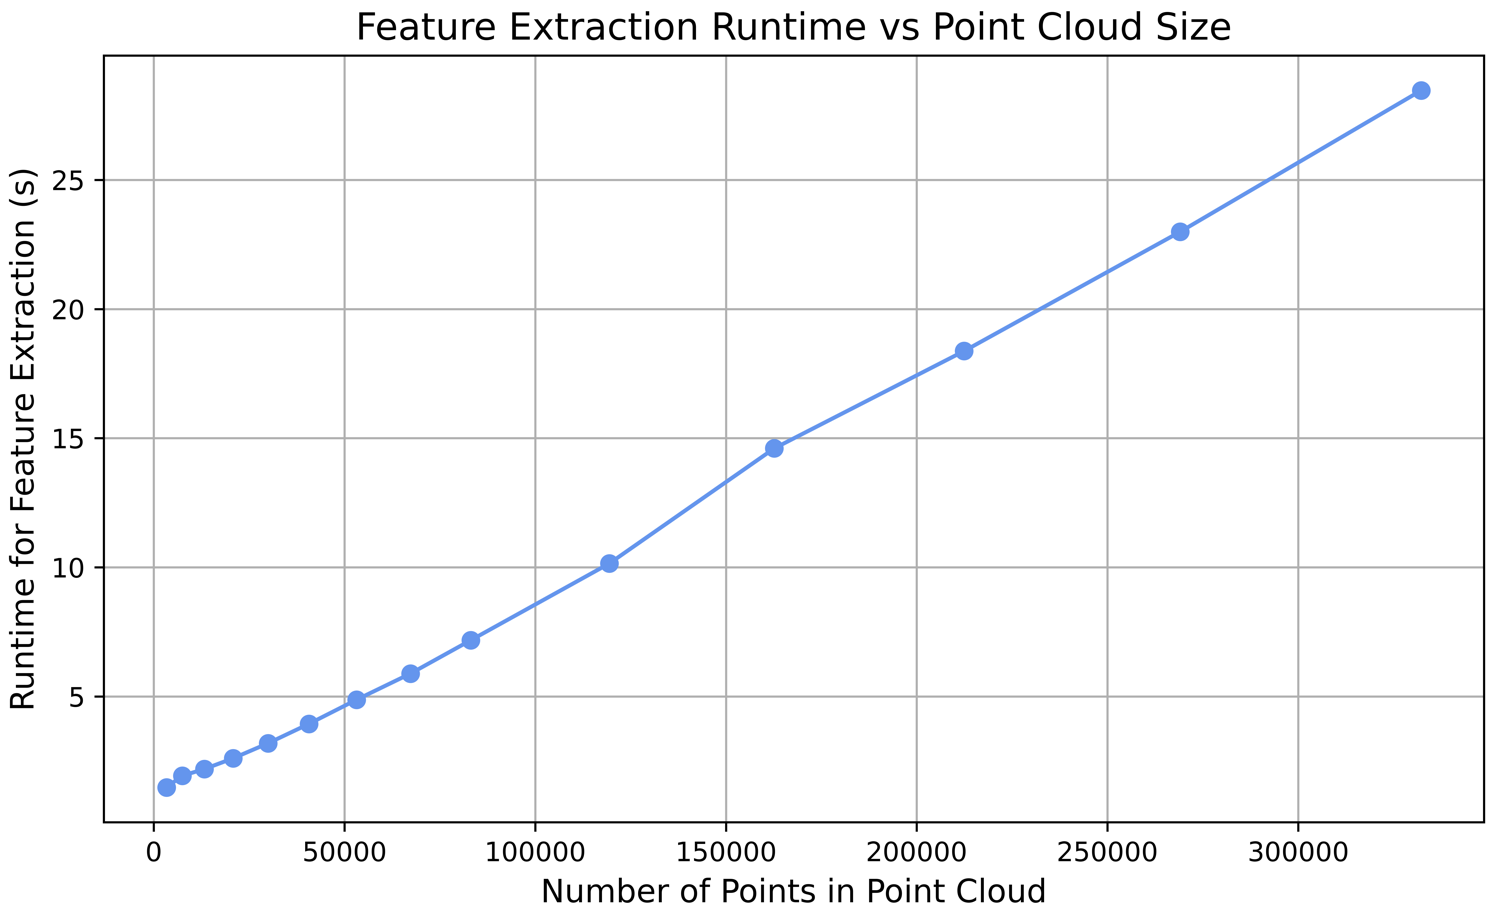 Feature Extraction Runtime vs Point Cloud Size
Runtime for Feature Extraction (s)
25
20
15
10
5
0 50000 100000 150000 200000 250000 300000
Number of Points in Point Cloud